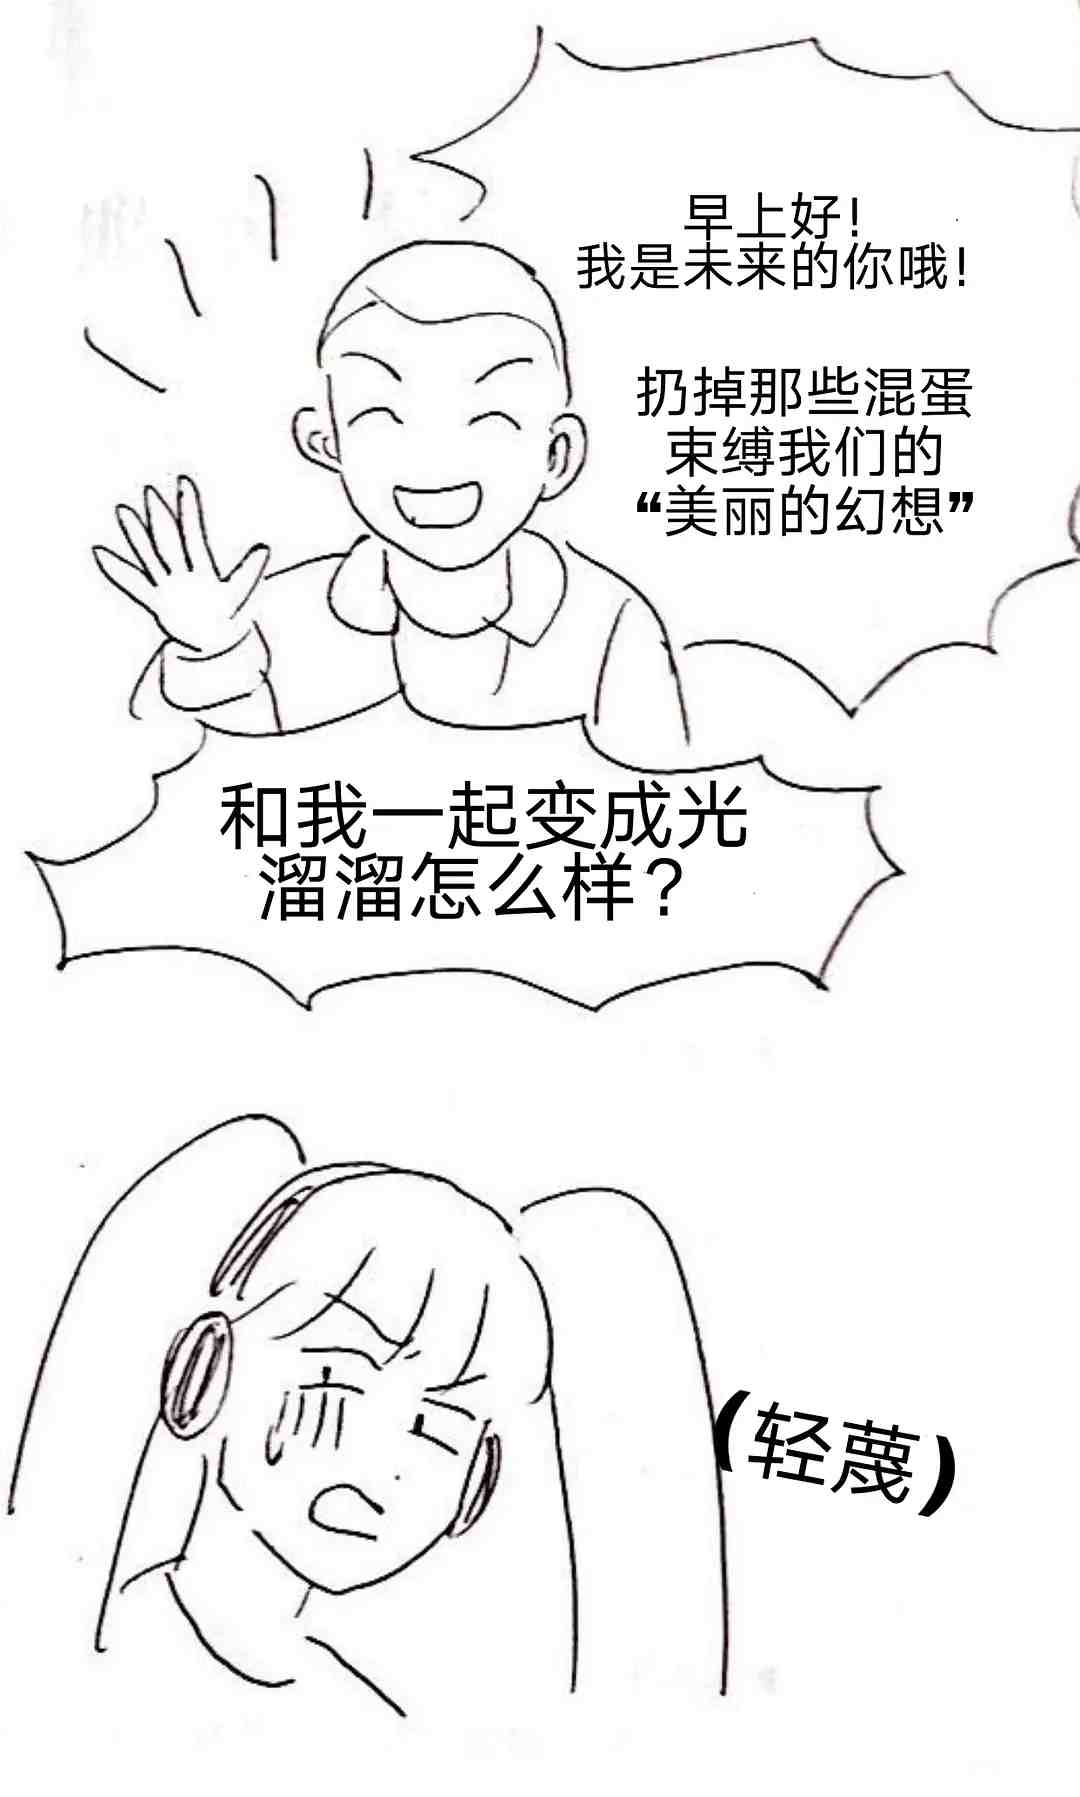 早上好！
我是未来的你哦！
扔掉那些混蛋
束缚我们的
“美丽的幻想”
和我一起变成光
溜溜怎么样？
（轻蔑）